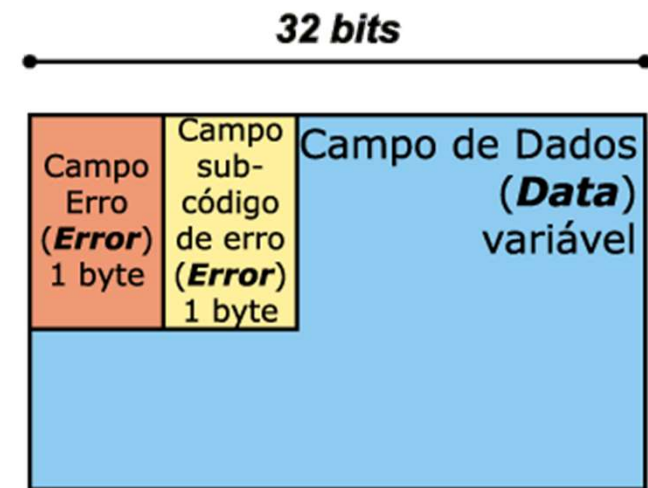 32 bits
Campo
Erro
(Error)
1 byte
Campo
sub-
código
de erro
(Error)
1 byte
Campo de Dados
(Data)
variável